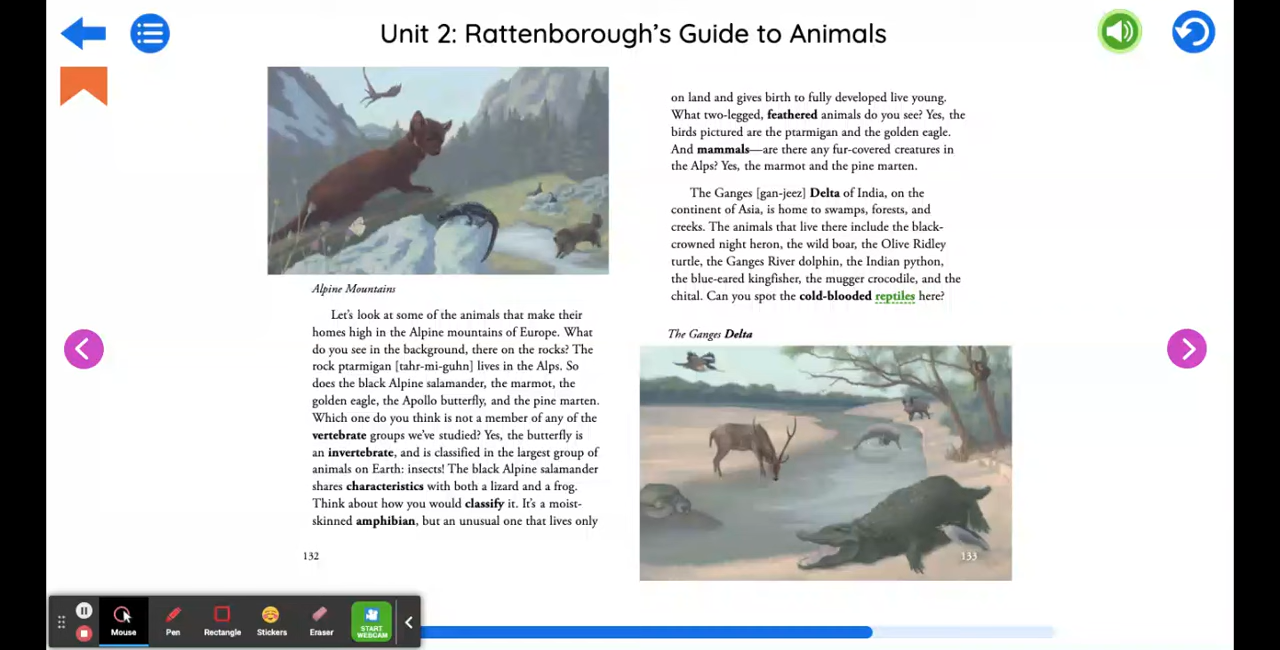 Unit 2: Rattenborough's Guide to Animals
Alpine Mountains
Let's look at some of the animals that make their
homes high in the Alpine mountains of Europe. What
do you see in the background, there on the rocks? The
rock ptarmigan [tahr-mi-guhn] lives in the Alps. So
does the black Alpine salamander, the marmot, the
golden eagle, the Apollo butterfly, and the pine marten.
Which one do you think is not a member of any of the
vertebrate groups we've studied? Yes, the butterfly is
an invertebrate, and is classified in the largest group of
animals on Earth: insects! The black Alpine salamander
shares characteristics with both a lizard and a frog.
Think about how you would classify it. It's a moist-
skinned amphibian, but an unusual one that lives only
132
on land and gives birth to fully developed live young.
What two-legged, feathered animals do you see? Yes, the
birds pictured are the ptarmigan and the golden eagle.
And mammals—are there any fur-covered creatures in
the Alps? Yes, the marmot and the pine marten.
The Ganges [gan-jeez] Delta of India, on the
continent of Asia, is home to swamps, forests, and
creeks. The animals that live there include the black-
crowned night heron, the wild boar, the Olive Ridley
turtle, the Ganges River dolphin, the Indian python,
the blue-eared kingfisher, the mugger crocodile, and the
chital. Can you spot the cold-blooded reptiles here?
The Ganges Delta
133
Mouse
Pen
Rectangle
Stickers
Eraser
START
WEBCAM